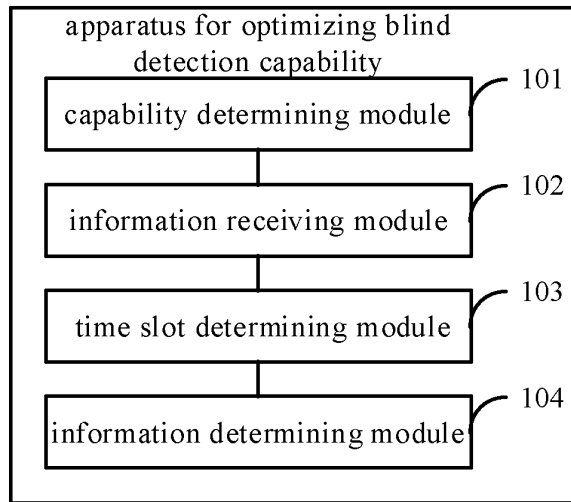 apparatus for optimizing blind
detection capability
101
capability determining module
102
information receiving module
103
time slot determining module
104
information determining module